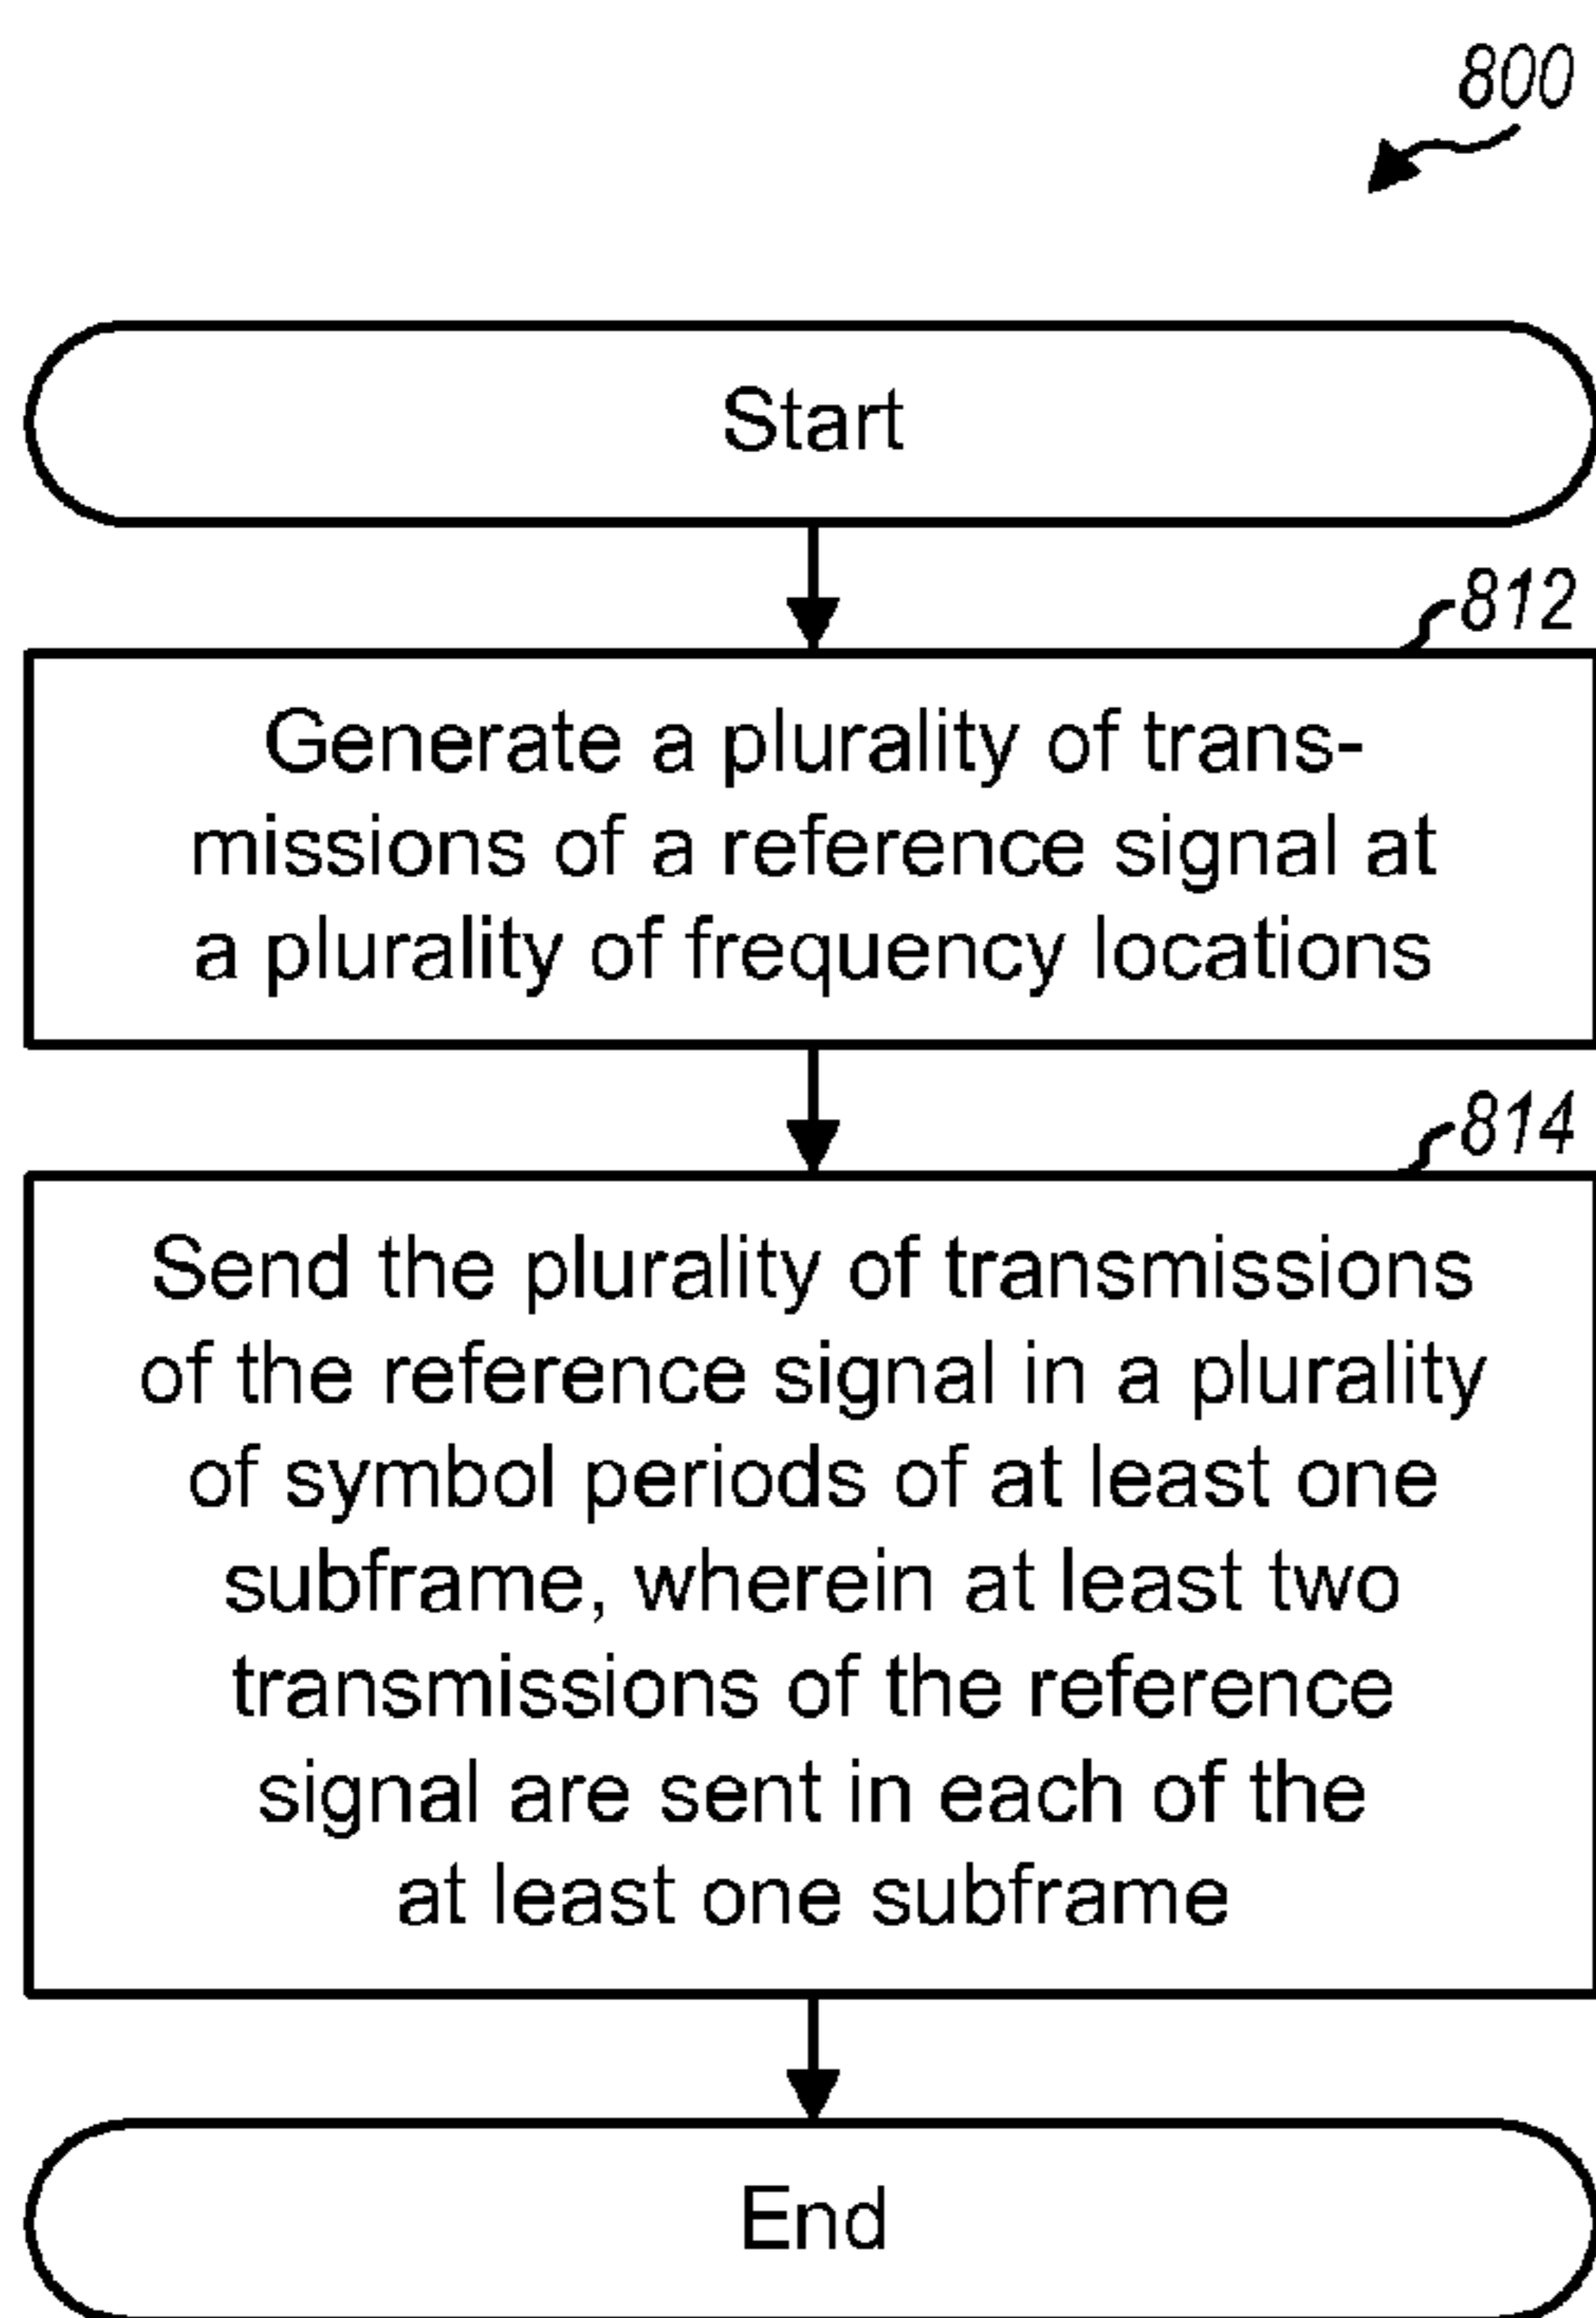 800
Start
812
Generate a plurality of trans-
missions of a reference signal at
a plurality of frequency locations
814
Send the plurality of transmissions
of the reference signal in a plurality
of symbol periods of at least one
subframe, wherein at least two
transmissions of the reference
signal are sent in each of the
at least one subframe
End